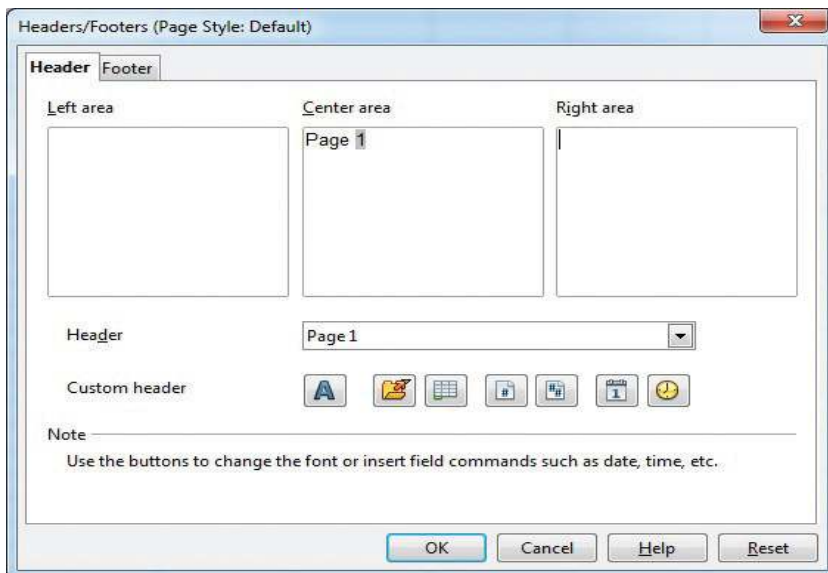 Headers/Footers (Page Style: Default)
Header Footer
Left area Center area Right area
Page 1
Header Page 1
Custom header
Note
Use the buttons to change the font or insert field commands such as date, time, etc.
OK Cancel Help Reset